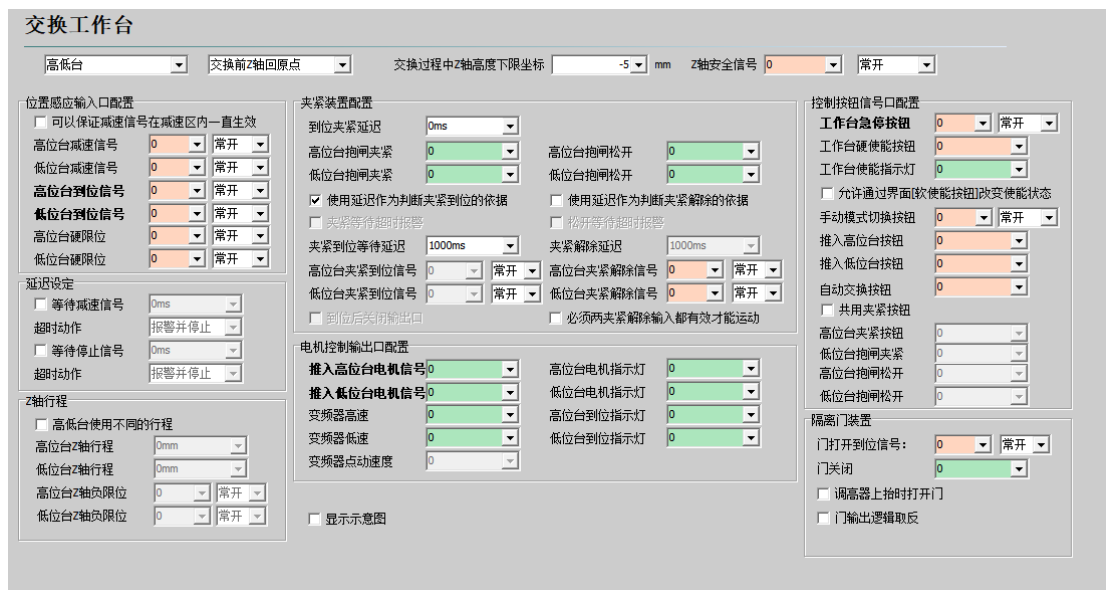 交换工作台
高低台 交换前Z轴回原点 交换过程中Z轴高度下限坐标 -5 mm Z轴安全信号 0 常开
位置感应输入口配置
可以保证减速信号在减速区内一直生效
高位台减速信号 0 常开
低位台减速信号 0 常开
高位台到位信号 0 常开
低位台到位信号 0 常开
高位台硬限位 0 常开
低位台硬限位 0 常开
延迟设定
等待减速信号 0ms
超时动作 报警并停止
等待停止信号 0ms
超时动作 报警并停止
Z轴行程
高低台使用不同的行程
高位台Z轴行程 0mm
低位台Z轴行程 0mm
高位台Z轴负限位 0 常开
低位台Z轴负限位 0 常开
夹紧装置配置
到位夹紧延迟 0ms
高位台抱闸夹紧 0 高位台抱闸松开 0
低位台抱闸夹紧 0 低位台抱闸松开 0
使用延迟作为判断夹紧到位的依据 使用延迟作为判断夹紧解除的依据
夹紧等待超时报警 松开等待超时报警
夹紧到位等待延迟 1000ms 夹紧解除延迟 1000ms
高位台夹紧到位信号 0 常开 高位台夹紧解除信号 0 常开
低位台夹紧到位信号 0 常开 低位台夹紧解除信号 0 常开
到位后关闭输出口 必须两夹紧解除输入都有效才能运动
电机控制输出口配置
推入高位台电机信号 0 高位台电机指示灯 0
推入低位台电机信号 0 低位台电机指示灯 0
变频器高速 0 高位台到位指示灯 0
变频器低速 0 低位台到位指示灯 0
变频器点动速度 0
显示示意图
控制按钮信号口配置
工作台急停按钮 0 常开
工作台硬使能按钮 0
工作台使能指示灯 0
允许通过界面[软使能按钮]改变使能状态
手动模式切换按钮 0 常开
推入高位台按钮 0
推入低位台按钮 0
自动交换按钮 0
共用夹紧按钮
高位台夹紧按钮 0
低位台抱闸夹紧 0
高位台抱闸松开 0
低位台抱闸松开 0
隔离门装置
门打开到位信号: 0 常开
门关闭 0
调高器上抬时打开门
门输出逻辑取反